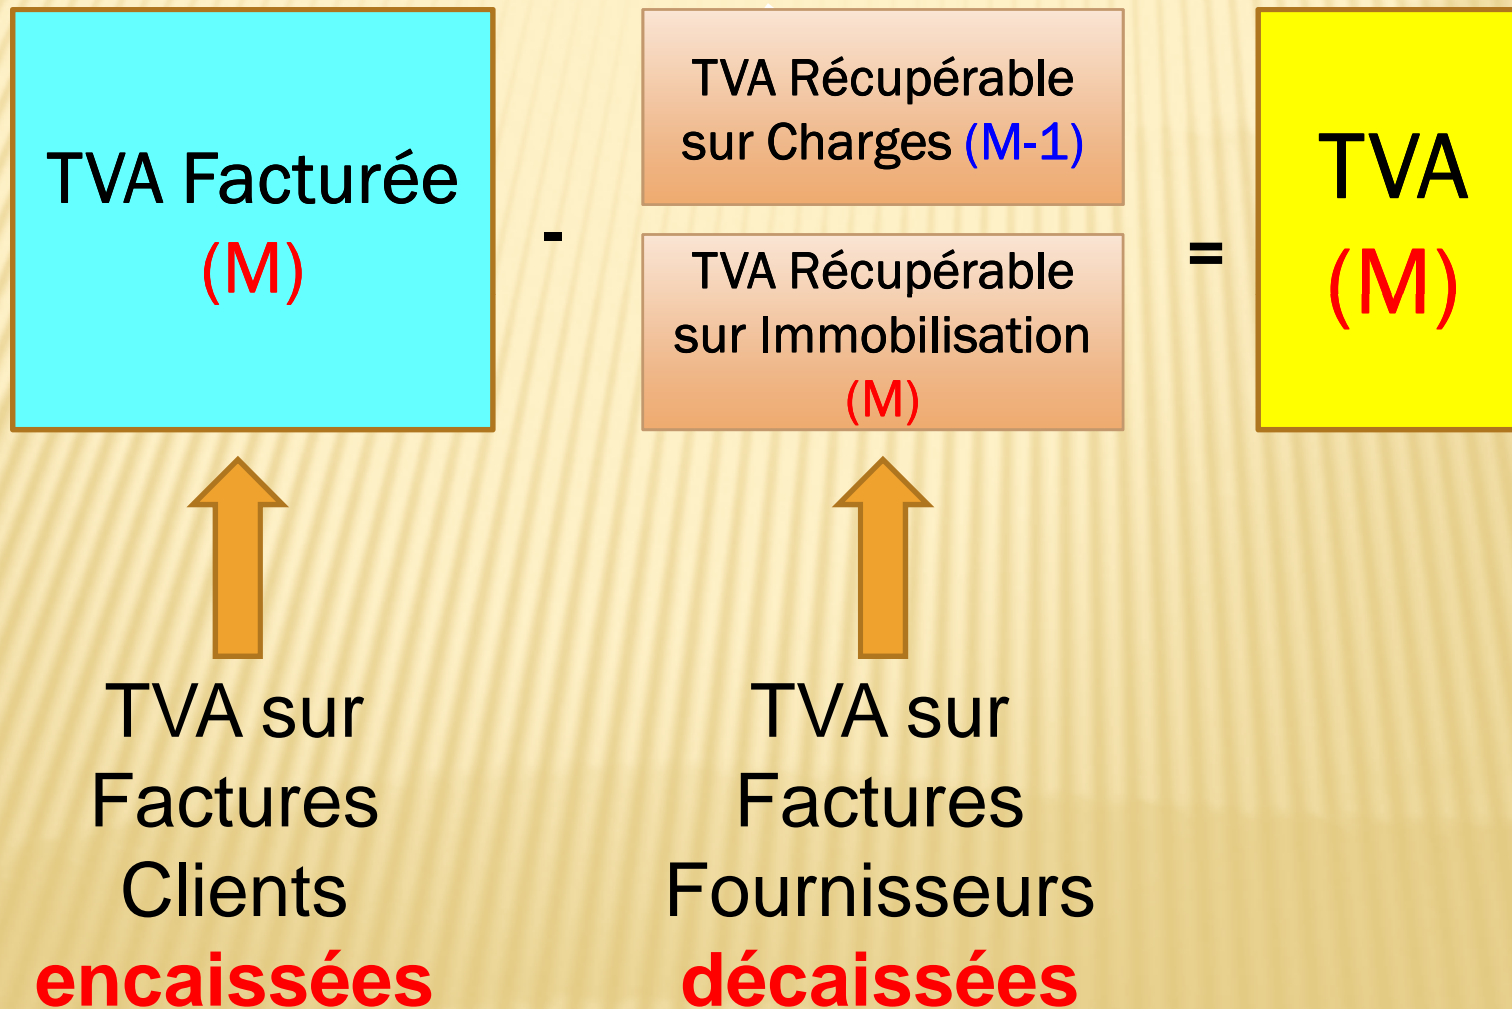 TVA Facturée
(M)
-
TVA Récupérable
sur Charges (M-1)
TVA Récupérable
sur Immobilisation
(M)
=
TVA
(M)
TVA sur
Factures
Clients
encaissées
TVA sur
Factures
Fournisseurs
décaissées